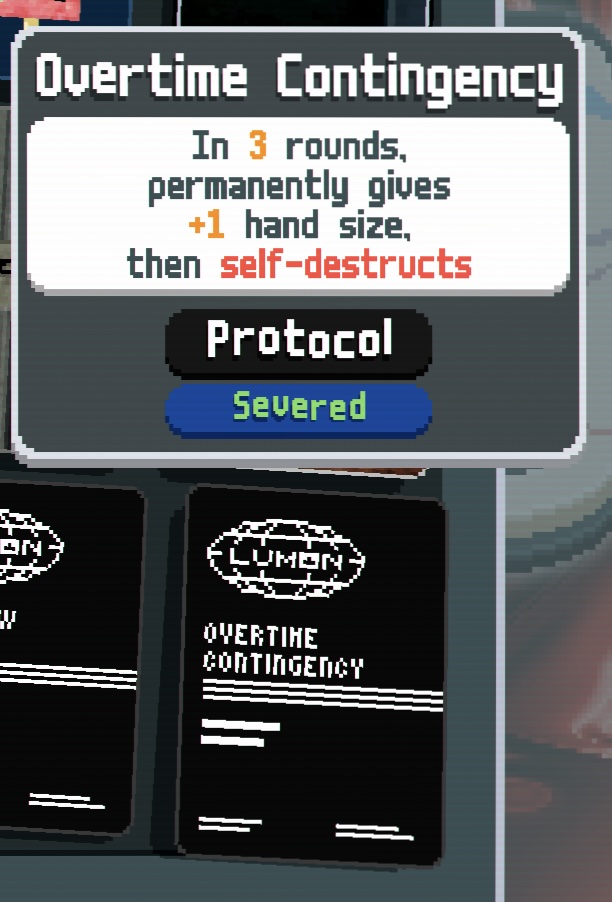 Overtime Contingency
In 3 rounds,
permanently gives
+1 hand size,
then self-destructs
Protocol
Severed
LUMON
OVERTIME
CONTINGENCY